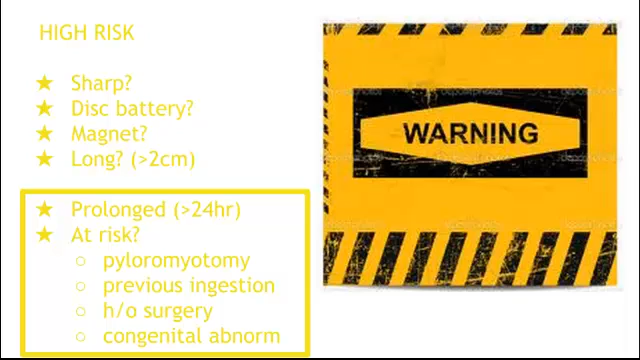 HIGH RISK
★ Sharp?
★ Disc battery?
★ Magnet?
★ Long? (>2cm)
★ Prolonged (>24hr)
★ At risk?
○ pyloromyotomy
○ previous ingestion
○ h/o surgery
○ congenital abnorm
WARNING